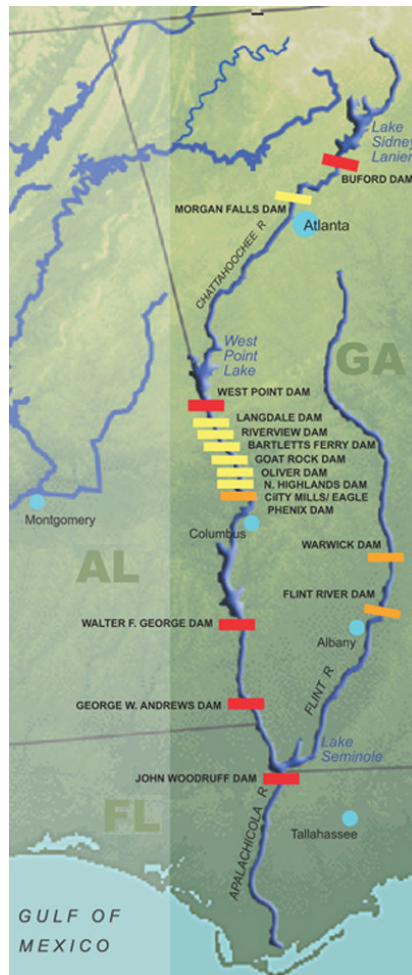 Lake
Sidney
Lanier
BUFORD DAM
MORGAN FALLS DAM
Atlanta
CHATTAHOOCHEE R
West
Point
Lake
GA
WEST POINT DAM
LANGDALE DAM
RIVERVIEW DAM
BARTLETTS FERRY DAM
GOAT ROCK DAM
OLIVER DAM
N. HIGHLANDS DAM
CiITY MILLS/ EAGLE
PHENIX DAM
Montgomery
Columbus
WARWICK DAM
AL
FLINT RIVER DAM
WALTER F. GEORGE DAM
Albany
FLINT R
GEORGE W. ANDREWS DAM
Lake
Seminole
JOHN WOODRUFF DAM
APALACHICOLA R
FL
Tallahassee
GULF OF
MEXICO